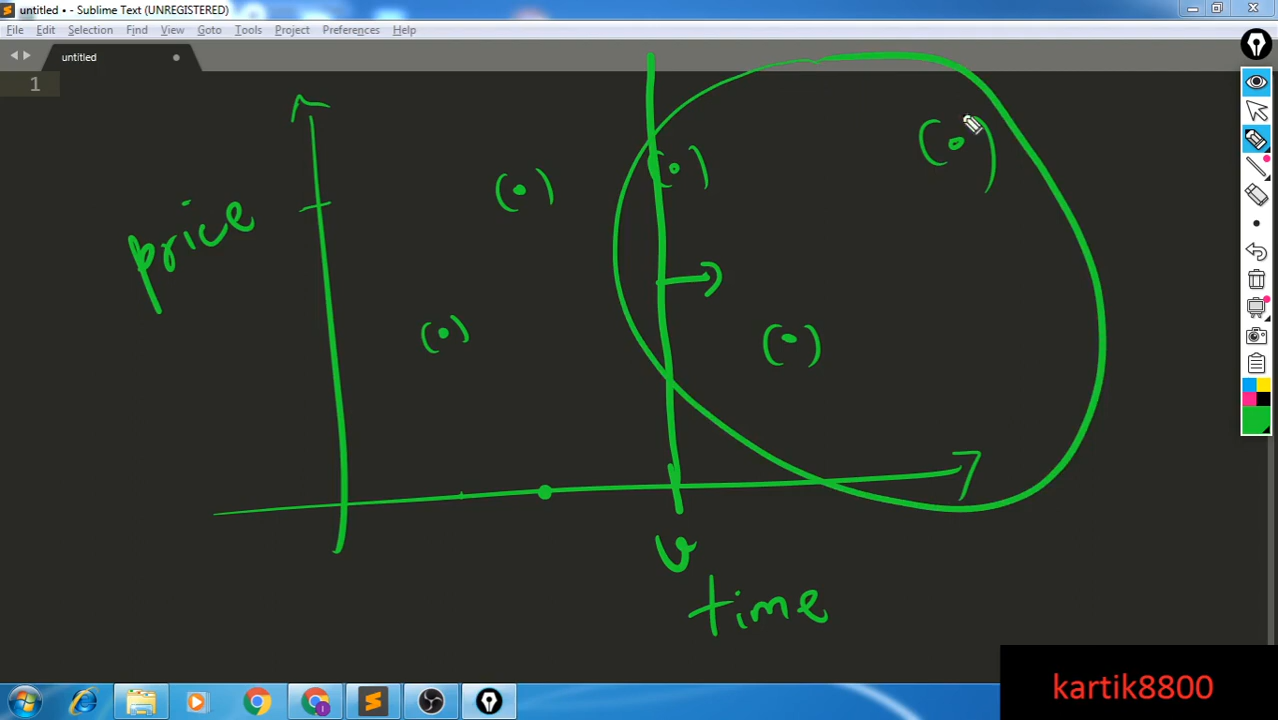 untitled • - Sublime Text (UNREGISTERED)
File Edit Selection Find View Goto Tools Project Preferences Help
untitled
1
price
v
time
kartik8800